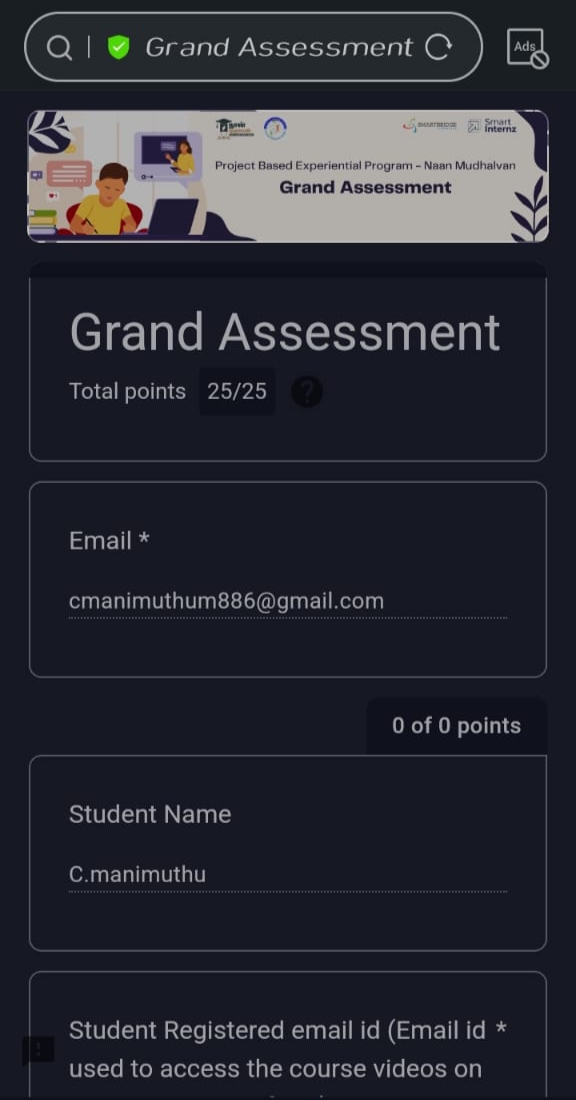 Grand Assessment
Ads
SMARTBRIDGE
Smart
Internz
Project Based Experiential Program - Naan Mudhalvan
Grand Assessment
Grand Assessment
Total points 25/25 ?
Email *
cmanimuthum886@gmail.com
0 of 0 points
Student Name
C.manimuthu
Student Registered email id (Email id *
used to access the course videos on